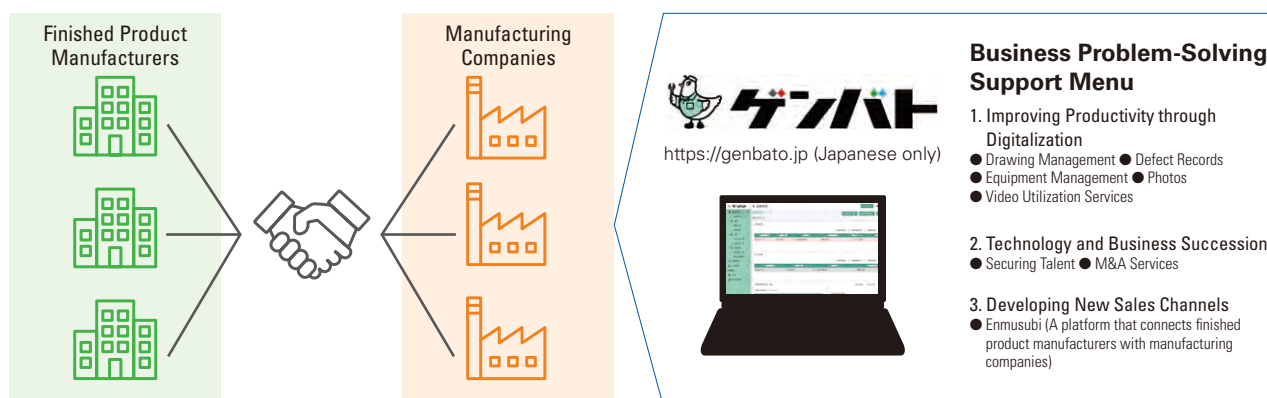 Finished Product
Manufacturers
Manufacturing
Companies
ゲンバト
https://genbato.jp (Japanese only)
Business Problem-Solving
Support Menu
1. Improving Productivity through
Digitalization
● Drawing Management ● Defect Records
● Equipment Management ● Photos
● Video Utilization Services
2. Technology and Business Succession
● Securing Talent ● M&A Services
3. Developing New Sales Channels
● Enmusubi (A platform that connects finished
product manufacturers with manufacturing
companies)